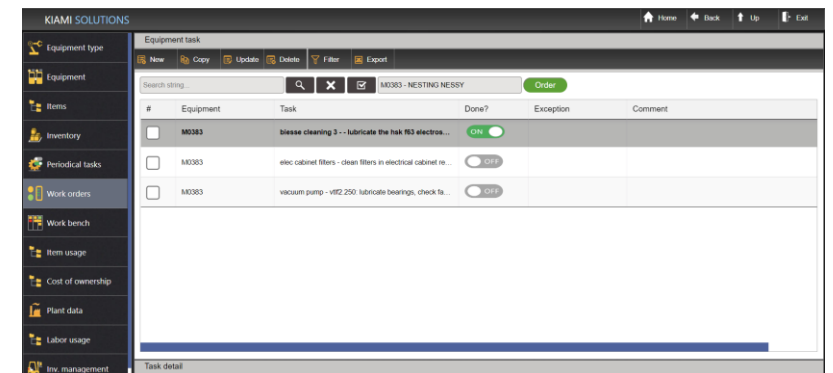 KIAMI SOLUTIONS
Home Back Up Exit
Equipment type
Equipment
Items
Inventory
Periodical tasks
Work orders
Work bench
Item usage
Cost of ownership
Plant data
Labor usage
Inv. management
Equipment task
New Copy Update Delete Filter Export
Search string... M0383 - NESTING NESSY Order
# Equipment Task Done? Exception Comment
M0383 biesse cleaning 3 - - lubricate the hsk f63 electros... ON
M0383 elec cabinet filters - clean filters in electrical cabinet re... OFF
M0383 vacuum pump - vtlf2.250: lubricate bearings, check fa... OFF
Task detail